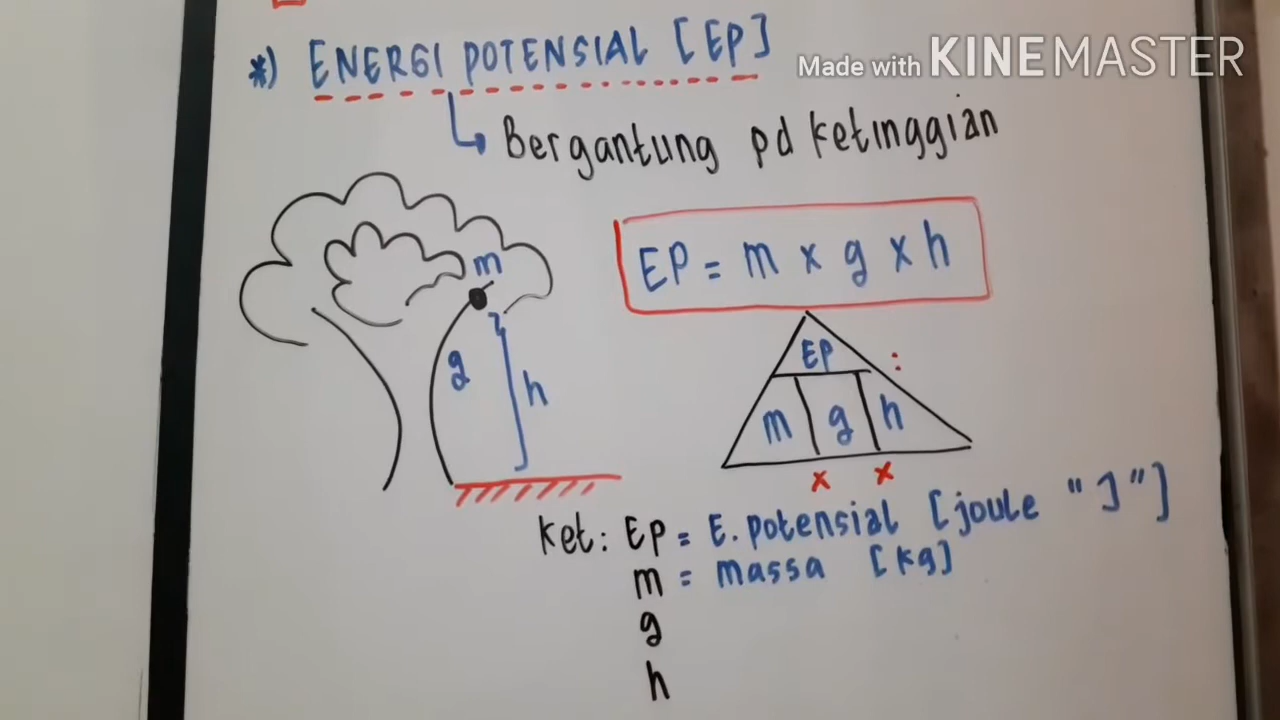 *) ENERGI POTENSIAL [EP]
Made with KINEMASTER
Bergantung pd ketinggian
m
g
h
EP = m x g x h
EP :
m g h
x x
Ket: Ep = E. potensial [joule "J"]
m = massa [kg]
g
h